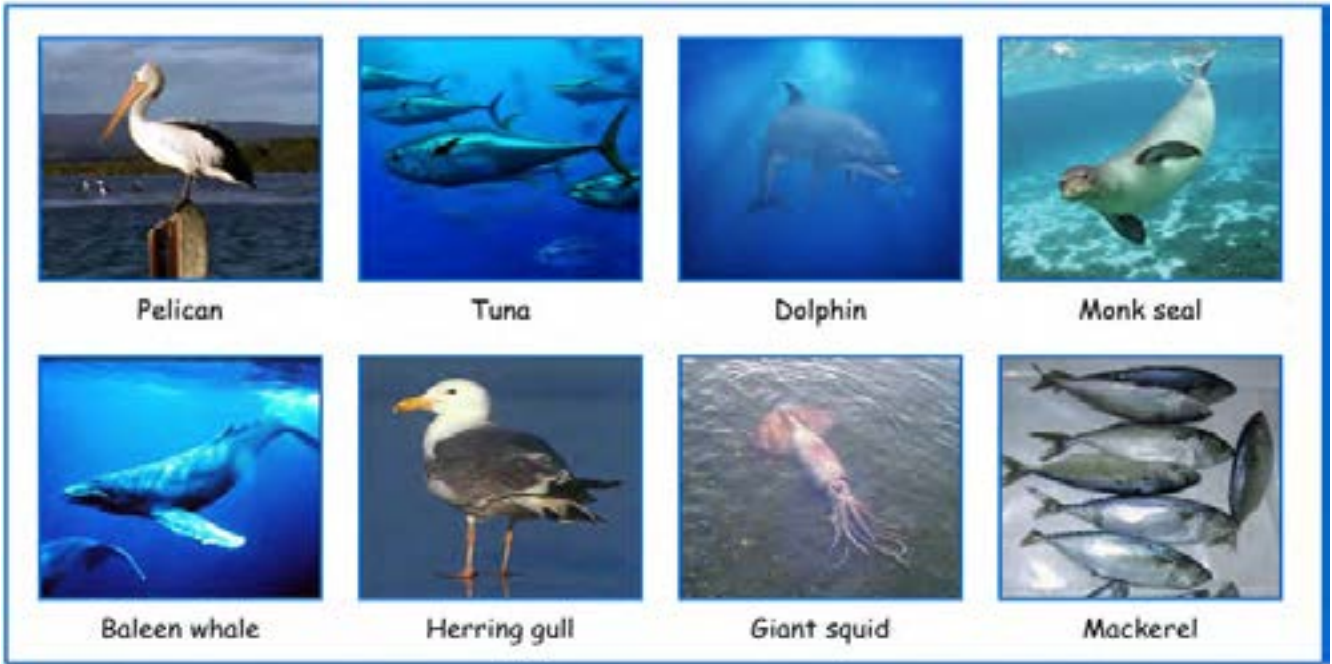 Pelican
Tuna
Dolphin
Monk seal
Baleen whale
Herring gull
Giant squid
Mackerel